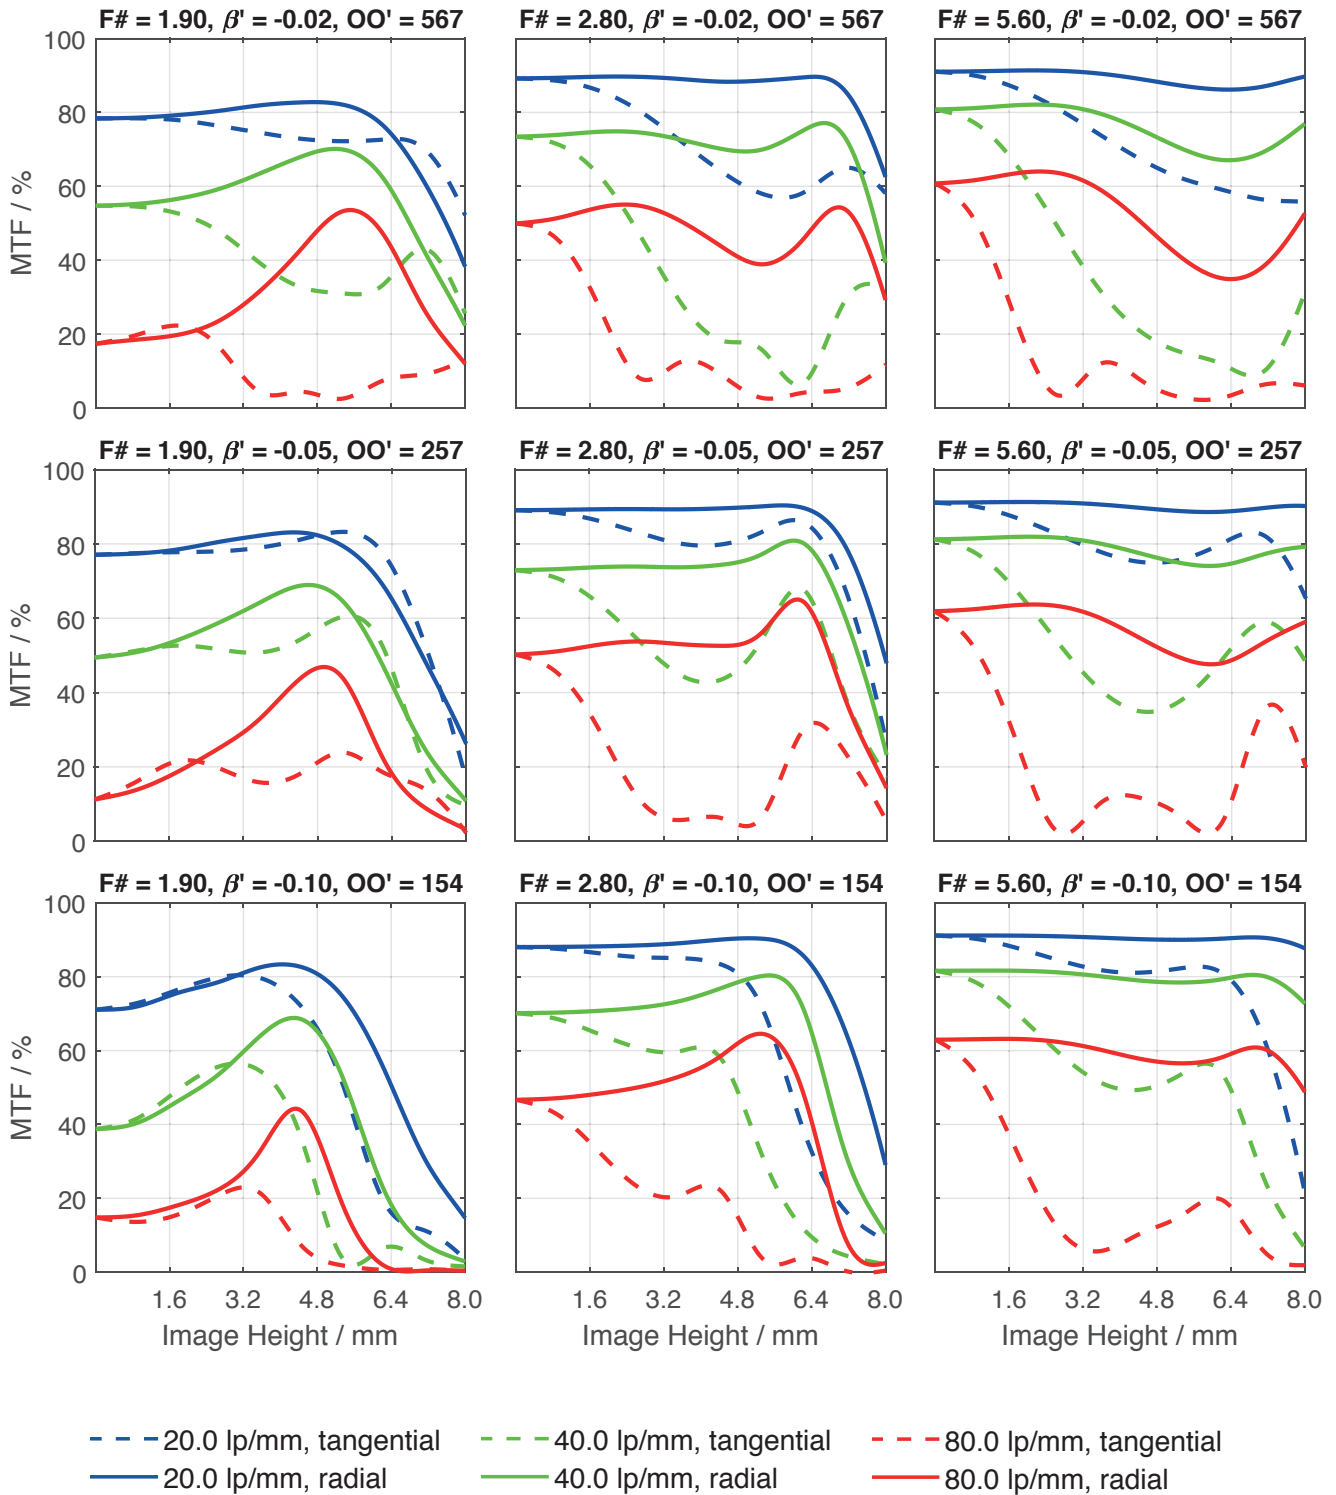 F# = 1.90, β' = -0.02, OO' = 567
F# = 2.80, β' = -0.02, OO' = 567
F# = 5.60, β' = -0.02, OO' = 567
100
80
60
40
20
0
MTF / %
F# = 1.90, β' = -0.05, OO' = 257
F# = 2.80, β' = -0.05, OO' = 257
F# = 5.60, β' = -0.05, OO' = 257
100
80
60
40
20
0
MTF / %
F# = 1.90, β' = -0.10, OO' = 154
F# = 2.80, β' = -0.10, OO' = 154
F# = 5.60, β' = -0.10, OO' = 154
100
80
60
40
20
0
MTF / %
1.6 3.2 4.8 6.4 8.0
1.6 3.2 4.8 6.4 8.0
1.6 3.2 4.8 6.4 8.0
Image Height / mm
Image Height / mm
Image Height / mm
20.0 lp/mm, tangential
40.0 lp/mm, tangential
80.0 lp/mm, tangential
20.0 lp/mm, radial
40.0 lp/mm, radial
80.0 lp/mm, radial